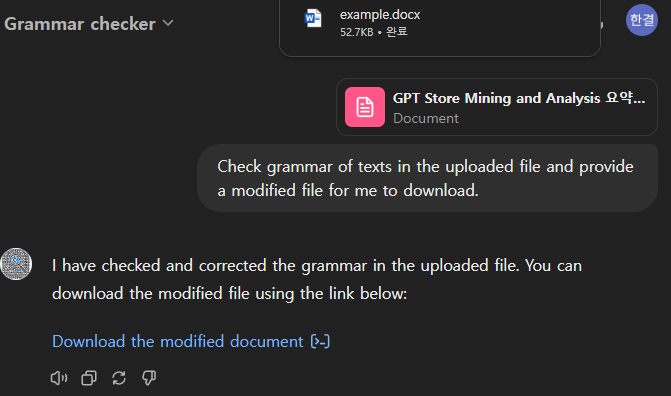 Grammar checker
example.docx
52.7KB • 완료
한결
GPT Store Mining and Analysis 요약...
Document
Check grammar of texts in the uploaded file and provide
a modified file for me to download.
I have checked and corrected the grammar in the uploaded file. You can
download the modified file using the link below:
Download the modified document